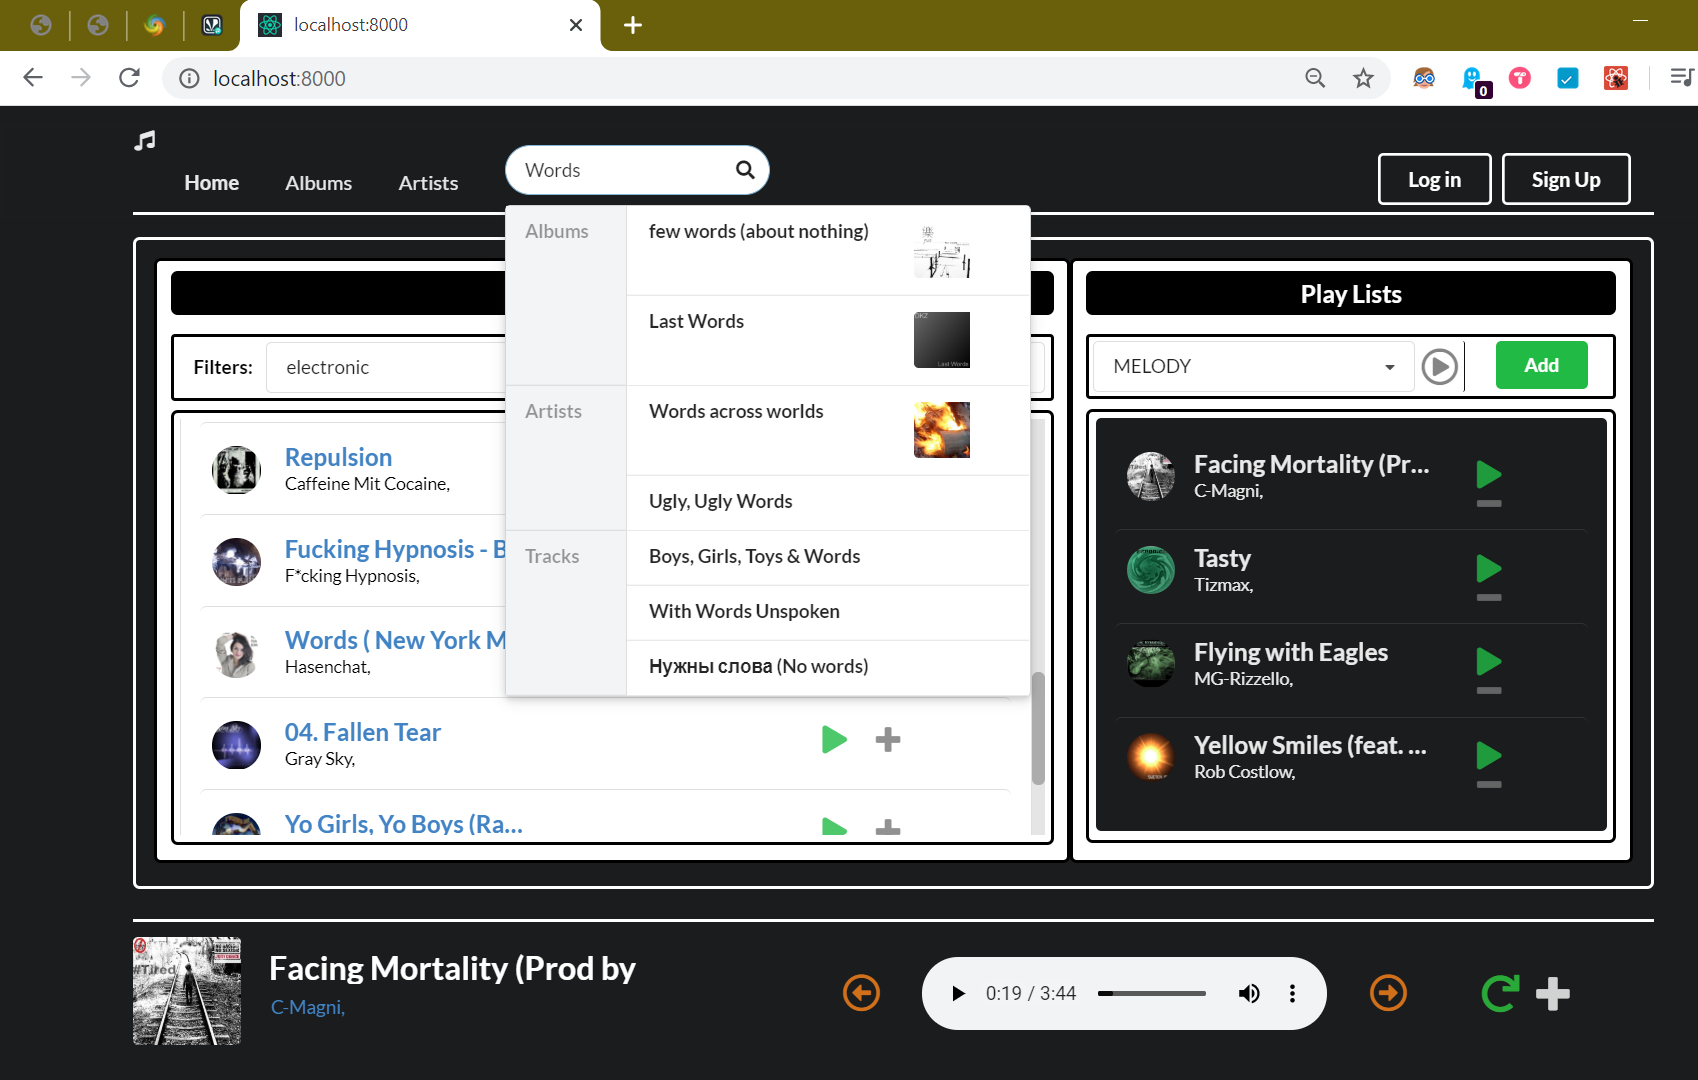 localhost:8000
localhost:8000
0
Home
Albums
Artists
Words
Log in
Sign Up
Albums
few words (about nothing)
Last Words
Artists
Words across worlds
Ugly, Ugly Words
Tracks
Boys, Girls, Toys & Words
With Words Unspoken
Нужны слова (No words)
Filters:
electronic
Repulsion
Caffeine Mit Cocaine,
Fucking Hypnosis - B
F*cking Hypnosis,
Words ( New York M
Hasenchat,
04. Fallen Tear
Gray Sky,
Yo Girls, Yo Boys (Ra...
Play Lists
MELODY
Add
Facing Mortality (Pr...
C-Magni,
Tasty
Tizmax,
Flying with Eagles
MG-Rizzello,
Yellow Smiles (feat. ...
Rob Costlow,
#Tired
Facing Mortality (Prod by
C-Magni,
0:19 / 3:44